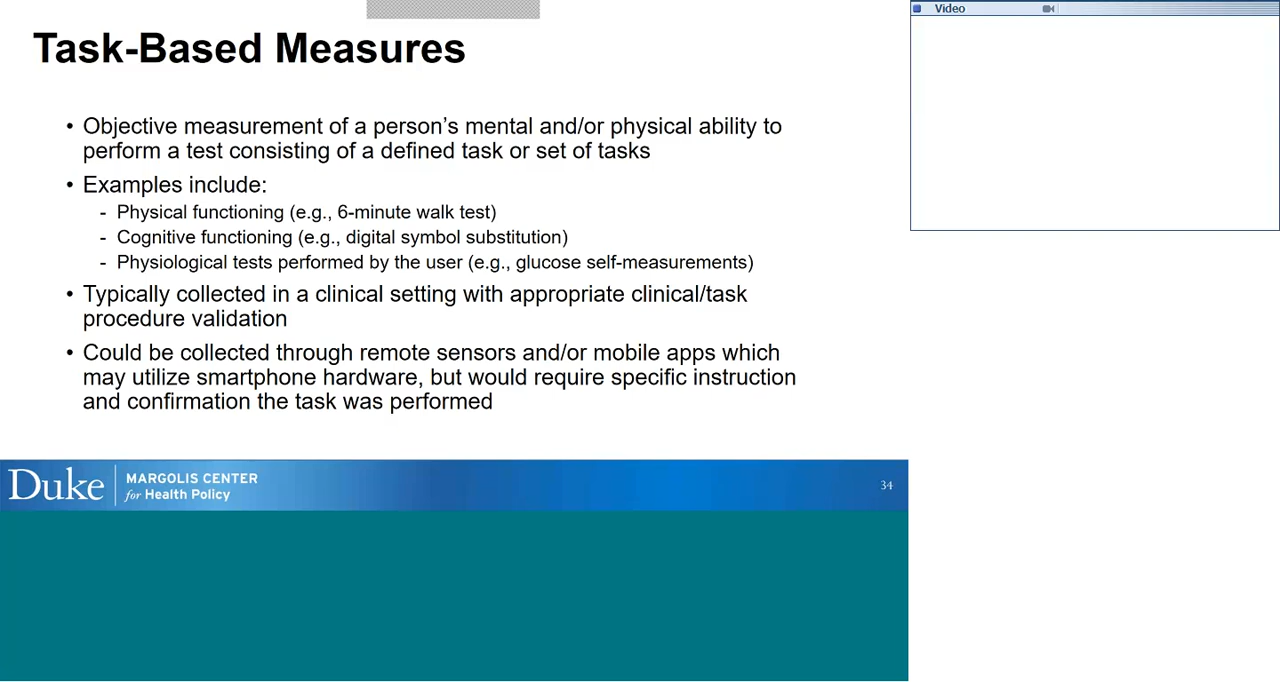 Task-Based Measures
• Objective measurement of a person’s mental and/or physical ability to
perform a test consisting of a defined task or set of tasks
• Examples include:
- Physical functioning (e.g., 6-minute walk test)
- Cognitive functioning (e.g., digital symbol substitution)
- Physiological tests performed by the user (e.g., glucose self-measurements)
• Typically collected in a clinical setting with appropriate clinical/task
procedure validation
• Could be collected through remote sensors and/or mobile apps which
may utilize smartphone hardware, but would require specific instruction
and confirmation the task was performed
Duke
MARGOLIS CENTER
for Health Policy
34
Video